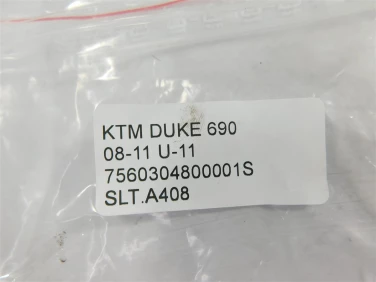 KTM DUKE 690
08-11 U-11
7560304800001S
SLT.A408